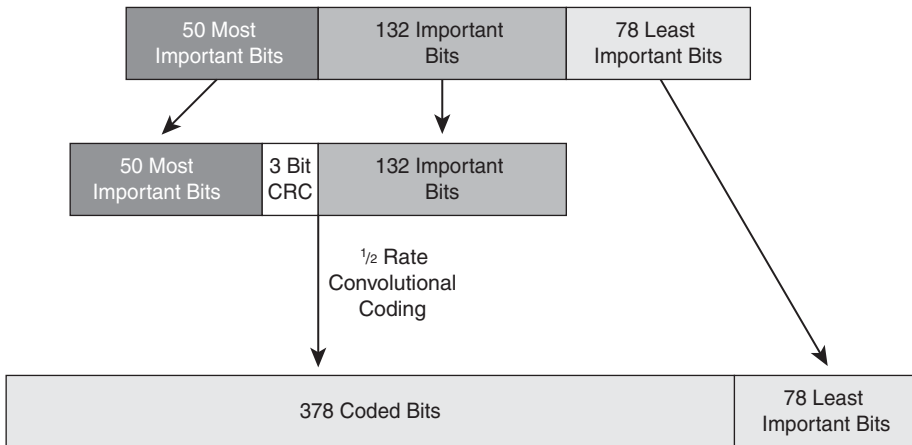 50 Most
Important Bits
132 Important
Bits
78 Least
Important Bits
50 Most
Important Bits
3 Bit
CRC
132 Important
Bits
1/2 Rate
Convolutional
Coding
378 Coded Bits
78 Least
Important Bits